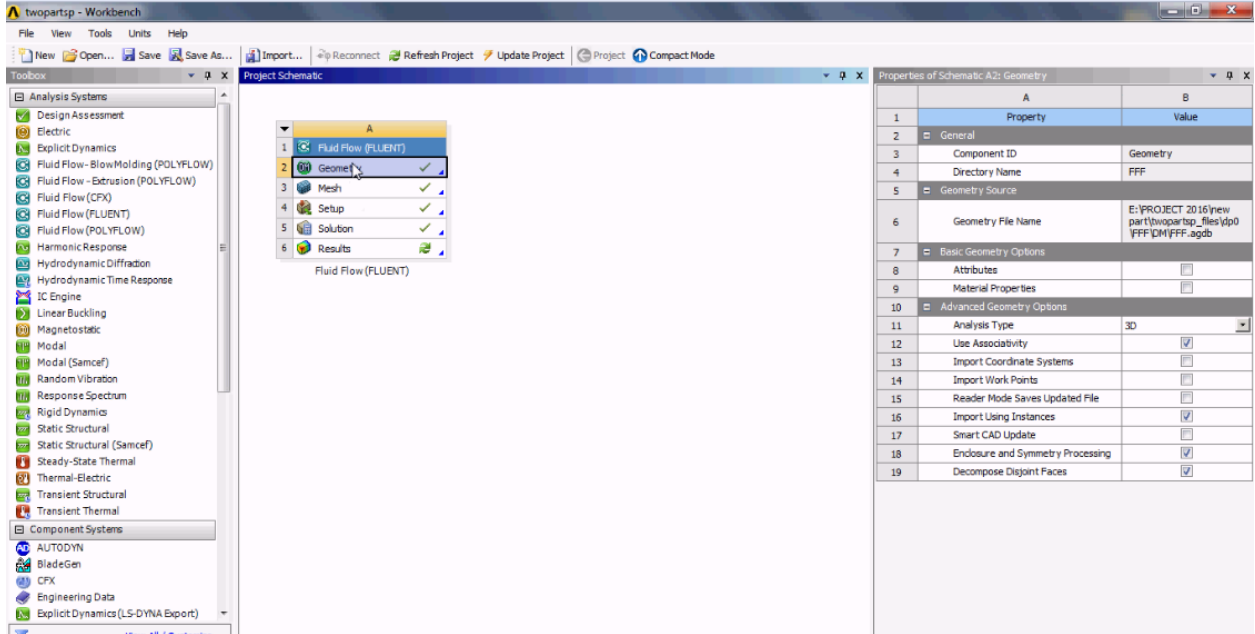 twopartsp - Workbench
File View Tools Units Help
New Open... Save Save As... Import... Reconnect Refresh Project Update Project Project Compact Mode
Toolbox
Analysis Systems
Design Assessment
Electric
Explicit Dynamics
Fluid Flow-BlowMolding (POLYFLOW)
Fluid Flow-Extrusion (POLYFLOW)
Fluid Flow (CFX)
Fluid Flow (FLUENT)
Fluid Flow (POLYFLOW)
Harmonic Response
Hydrodynamic Diffraction
Hydrodynamic Time Response
IC Engine
Linear Buckling
Magnetostatic
Modal
Modal (Samcef)
Random Vibration
Response Spectrum
Rigid Dynamics
Static Structural
Static Structural (Samcef)
Steady-State Thermal
Thermal-Electric
Transient Structural
Transient Thermal
Component Systems
AUTODYN
BladeGen
CFX
Engineering Data
Explicit Dynamics (LS-DYNA Export)
Project Schematic
A
1 Fluid Flow (FLUENT)
2 Geometry
3 Mesh
4 Setup
5 Solution
6 Results
Fluid Flow (FLUENT)
Properties of Schematic A2: Geometry
A B
1 Property Value
2 General
3 Component ID Geometry
4 Directory Name FFF
5 Geometry Source
6 Geometry File Name E:\PROJECT 2016\new
part\twopartsp_files\dp0
\FFF\DM\FFF.agdb
7 Basic Geometry Options
8 Attributes
9 Material Properties
10 Advanced Geometry Options
11 Analysis Type 3D
12 Use Associativity
13 Import Coordinate Systems
14 Import Work Points
15 Reader Mode Saves Updated File
16 Import Using Instances
17 Smart CAD Update
18 Enclosure and Symmetry Processing
19 Decompose Disjoint Faces